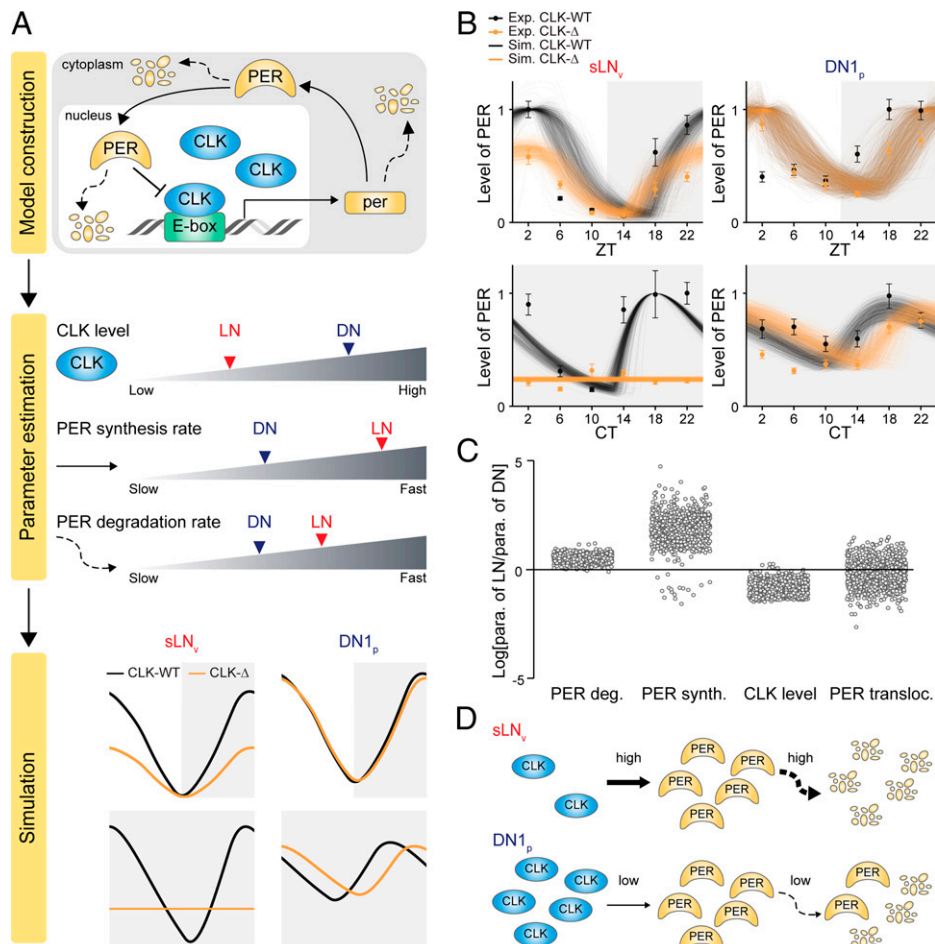 A
Model construction
cytoplasm
PER
nucleus
PER
CLK
CLK
CLK
E-box
per
Parameter estimation
CLK level
CLK
LN
DN
Low
High
PER synthesis rate
DN
LN
Slow
Fast
PER degradation rate
DN
LN
Slow
Fast
Simulation
sLNv
DN1p
CLK-WT
CLK-Δ
B
Exp. CLK-WT
Exp. CLK-Δ
Sim. CLK-WT
Sim. CLK-Δ
sLNv
DN1p
Level of PER
1
0
2 6 10 14 18 22
ZT
Level of PER
1
0
2 6 10 14 18 22
ZT
Level of PER
1
0
2 6 10 14 18 22
CT
Level of PER
1
0
2 6 10 14 18 22
CT
C
Log[para. of LN/para. of DN]
5
0
-5
PER deg. PER synth. CLK level PER transloc.
D
sLNv
CLK
CLK
high
PER
PER
PER
PER
PER
high
DN1p
CLK
CLK
CLK
CLK
CLK
low
PER
PER
PER
PER
PER
low
PER
PER